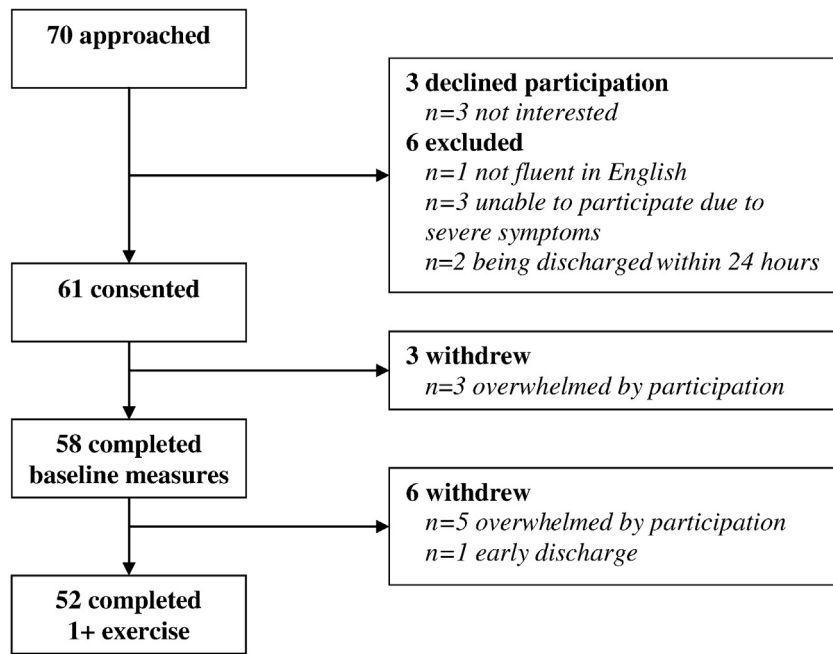 70 approached
3 declined participation
n=3 not interested
6 excluded
n=1 not fluent in English
n=3 unable to participate due to
severe symptoms
n=2 being discharged within 24 hours
61 consented
3 withdrew
n=3 overwhelmed by participation
58 completed
baseline measures
6 withdrew
n=5 overwhelmed by participation
n=1 early discharge
52 completed
1+ exercise